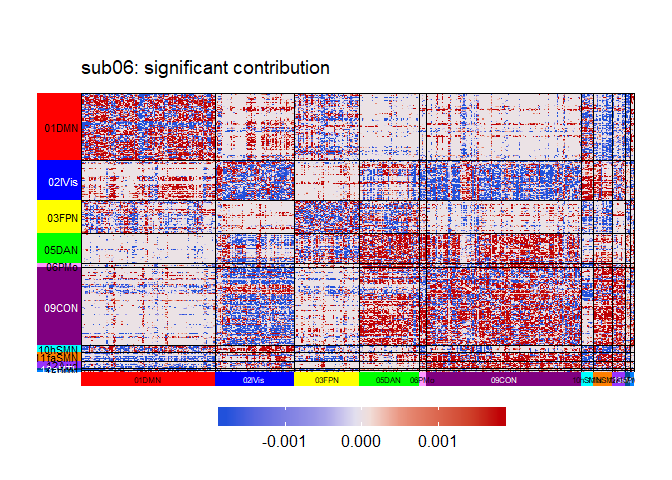 sub06: significant contribution
01DMN
02IVis
03FPN
05DAN
09CON
01DMN
02IVis
03FPN
05DAN
09CON
-0.001 0.000 0.001